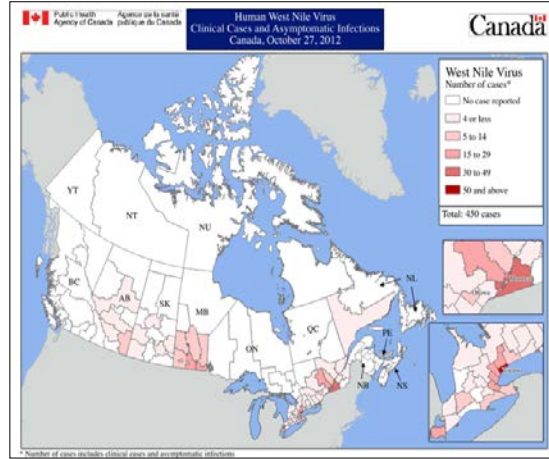 Public Health Agence de la santé
Agency of Canada publique du Canada
Human West Nile Virus
Clinical Cases and Asymptomatic Infections
Canada, October 27, 2012
Canada
West Nile Virus
Number of cases*
No case reported
4 or less
5 to 14
15 to 29
30 to 49
50 and above
Total: 450 cases
YT
NT
NU
BC
AB
SK
MB
ON
QC
NL
PE
NB
NS
Ottawa
* Number of cases includes clinical cases and asymptomatic infections